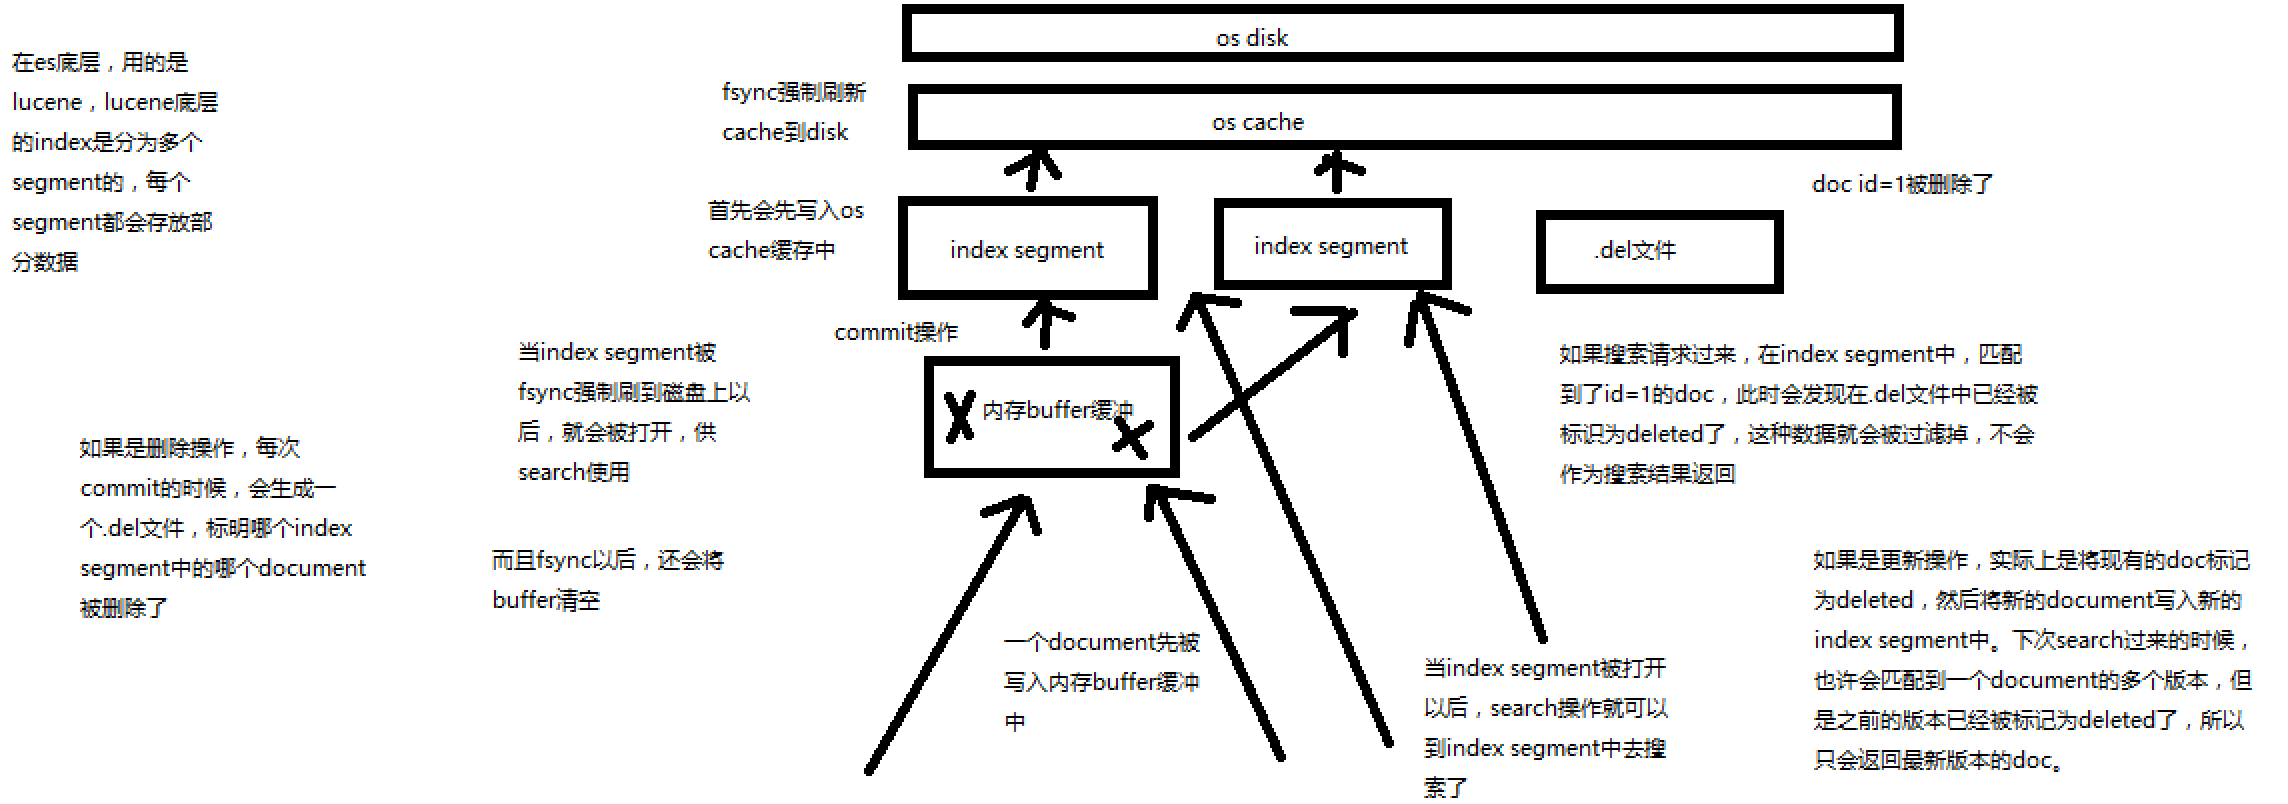 os disk
在es底层，用的是
lucene，lucene底层
的index是分为多个
segment的，每个
segment都会存放部
分数据
fsync强制刷新
cache到disk
os cache
doc id=1被删除了
首先会先写入os
cache缓存中
index segment
index segment
.del文件
commit操作
当index segment被
fsync强制刷到磁盘上以
后，就会被打开，供
search使用
内存buffer缓冲
如果搜索请求过来，在index segment中，匹配
到了id=1的doc，此时会发现在.del文件中已经被
标识为deleted了，这种数据就会被过滤掉，不会
作为搜索结果返回
如果是删除操作，每次
commit的时候，会生成一
个.del文件，标明哪个index
segment中的哪个document
被删除了
而且fsync以后，还会将
buffer清空
一个document先被
写入内存buffer缓冲
中
当index segment被打开
以后，search操作就可以
到index segment中去搜
索了
如果是更新操作，实际上是将现有的doc标记
为deleted，然后将新的document写入新的
index segment中。下次search过来的时候，
也许会匹配到一个document的多个版本，但
是之前的版本已经被标记为deleted了，所以
只会返回最新版本的doc。